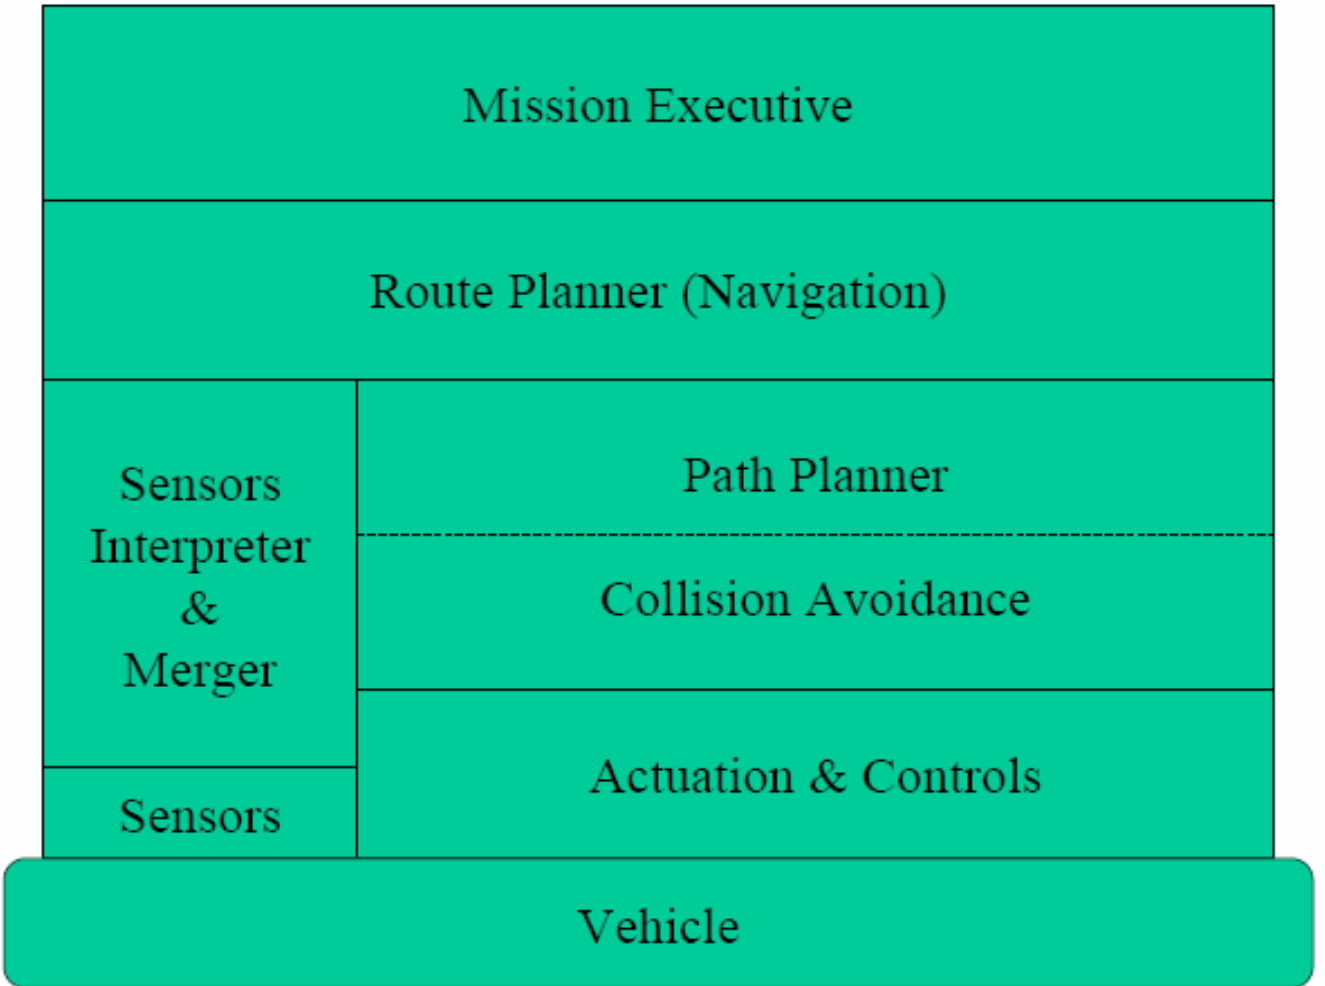 Mission Executive
Route Planner (Navigation)
Sensors
Interpreter
&
Merger
Path Planner
Collision Avoidance
Sensors
Actuation & Controls
Vehicle